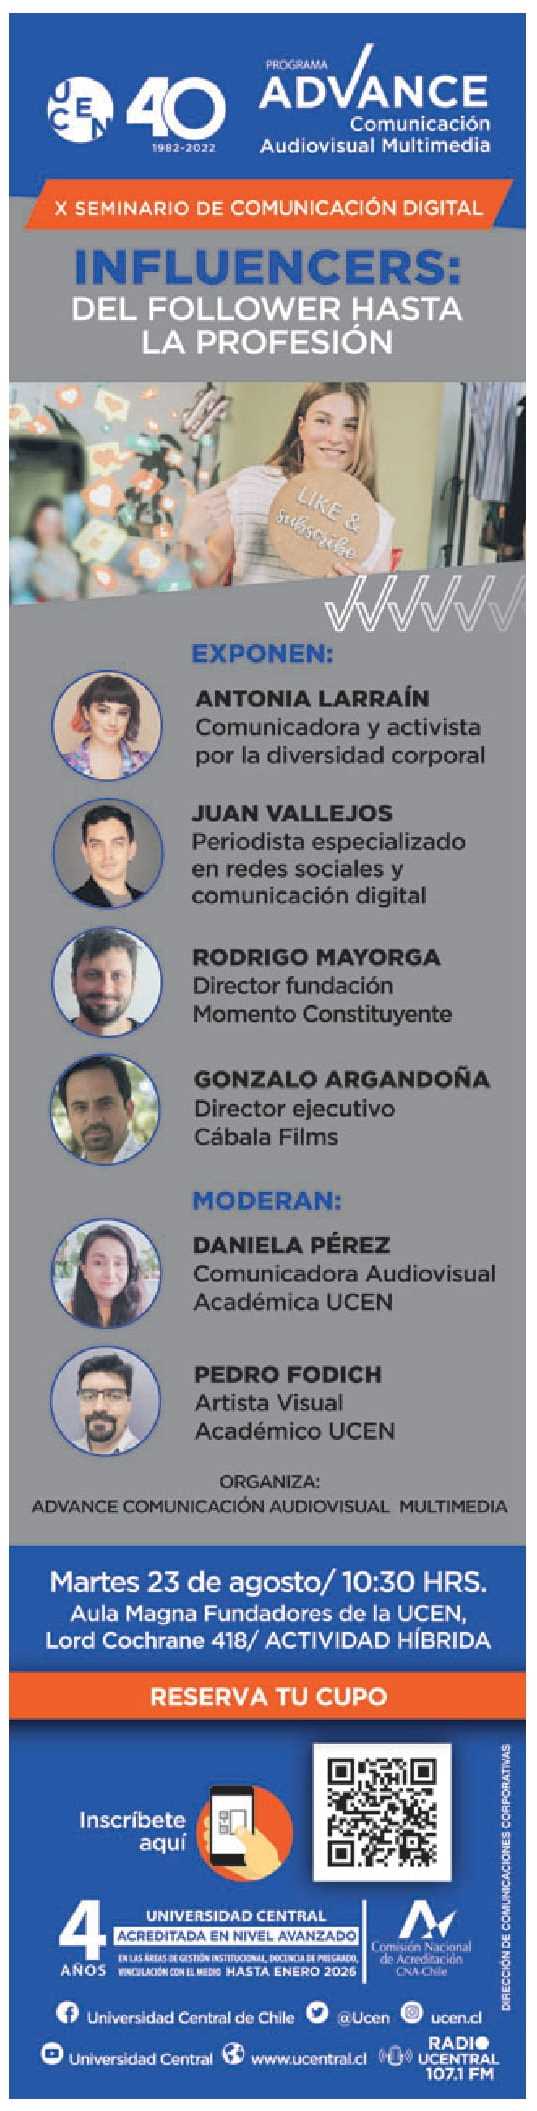 UCEN
40
1982-2022
PROGRAMA
ADVANCE
Comunicación
Audiovisual Multimedia
X SEMINARIO DE COMUNICACIÓN DIGITAL
INFLUENCERS:
DEL FOLLOWER HASTA
LA PROFESIÓN
LIKE &
subscribe
EXPONEN:
ANTONIA LARRAÍN
Comunicadora y activista
por la diversidad corporal
JUAN VALLEJOS
Periodista especializado
en redes sociales y
comunicación digital
RODRIGO MAYORGA
Director fundación
Momento Constituyente
GONZALO ARGANDOÑA
Director ejecutivo
Cábala Films
MODERAN:
DANIELA PÉREZ
Comunicadora Audiovisual
Académica UCEN
PEDRO FODICH
Artista Visual
Académico UCEN
ORGANIZA:
ADVANCE COMUNICACIÓN AUDIOVISUAL MULTIMEDIA
Martes 23 de agosto/ 10:30 HRS.
Aula Magna Fundadores de la UCEN,
Lord Cochrane 418/ ACTIVIDAD HÍBRIDA
RESERVA TU CUPO
Inscríbete
aquí
DIRECCIÓN DE COMUNICACIONES CORPORATIVAS
4
AÑOS
UNIVERSIDAD CENTRAL
ACREDITADA EN NIVEL AVANZADO
EN LAS ÁREAS DE GESTIÓN INSTITUCIONAL, DOCENCIA DE PREGRADO,
VINCULACIÓN CON EL MEDIO HASTA ENERO 2026
Comisión Nacional
de Acreditación
CNA-Chile
Universidad Central de Chile @Ucen ucen.cl
Universidad Central www.ucentral.cl
RADIO
UCENTRAL
107.1 FM